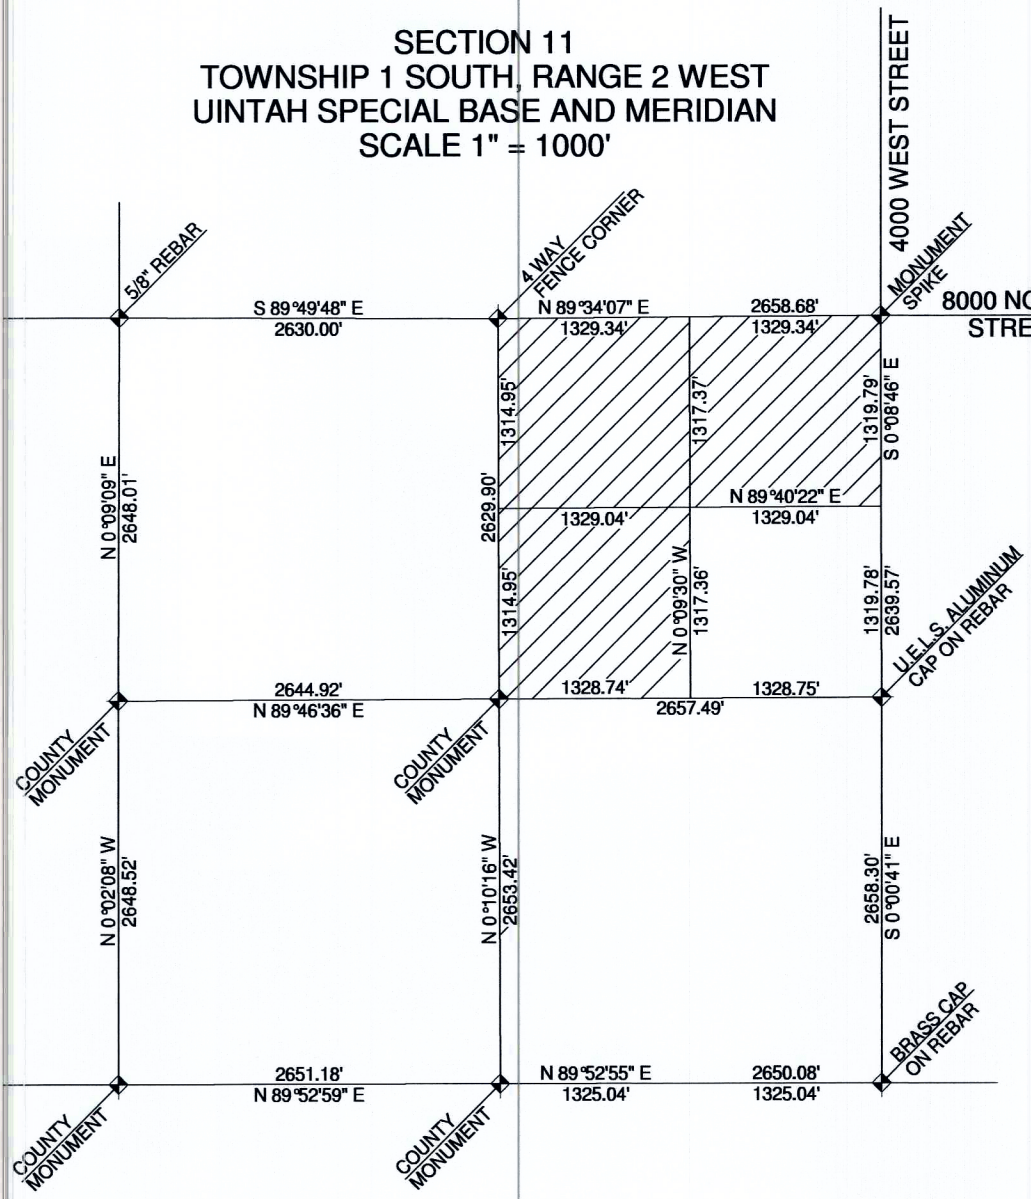 SECTION 11
TOWNSHIP 1 SOUTH, RANGE 2 WEST
UINTAH SPECIAL BASE AND MERIDIAN
SCALE 1" = 1000'
4000 WEST STREET
5/8" REBAR
4 WAY
FENCE CORNER
MONUMENT
SPIKE
8000 NO
STRE
S 89°49'48" E
2630.00'
N 89°34'07" E
1329.34'
2658.68'
1329.34'
1314.95'
1317.37'
1319.79'
S 0°08'46" E
N 0°09'09" E
2648.01'
2629.90'
N 89°40'22" E
1329.04'
1329.04'
1314.95'
N 0°09'30" W
1317.36'
1319.78'
2639.57'
U.E.L.S. ALUMINUM
CAP ON REBAR
2644.92'
N 89°46'36" E
1328.74'
1328.75'
2657.49'
COUNTY
MONUMENT
COUNTY
MONUMENT
N 0°02'08" W
2648.52'
N 0°10'16" W
2653.42'
2658.30'
S 0°00'41" E
BRASS CAP
ON REBAR
2651.18'
N 89°52'59" E
N 89°52'55" E
1325.04'
2650.08'
1325.04'
COUNTY
MONUMENT
COUNTY
MONUMENT